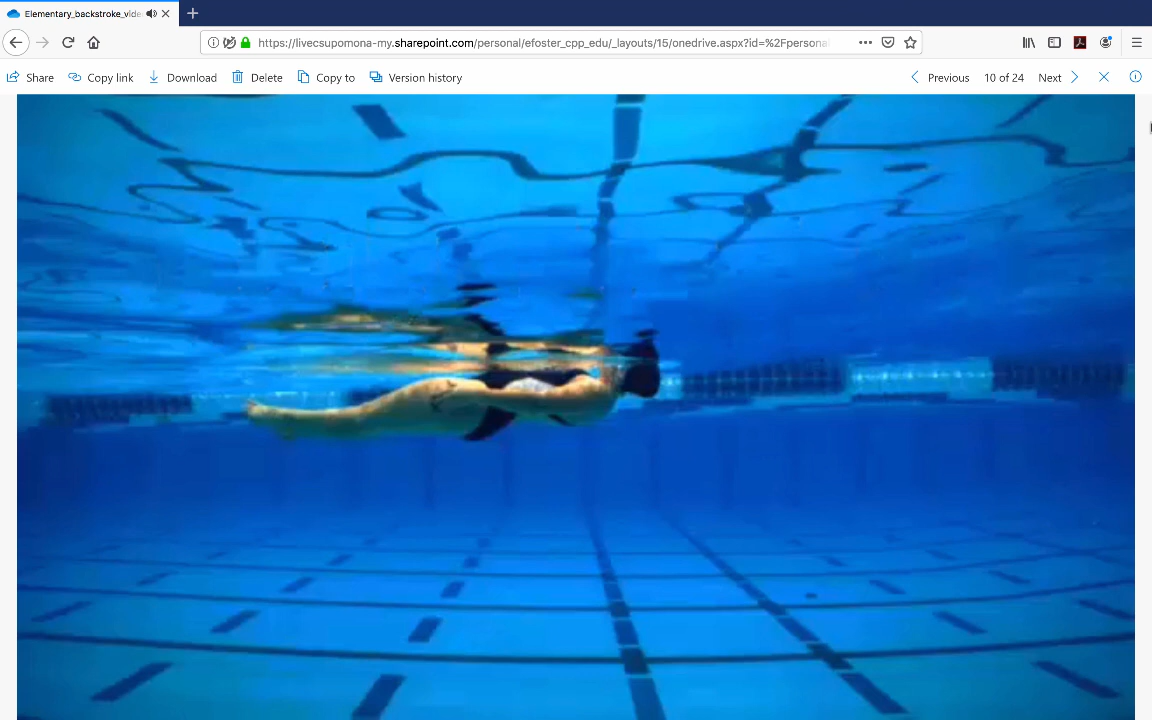 Elementary_backstroke_vide
https://livecsupomona-my.sharepoint.com/personal/efoster_cpp_edu/_layouts/15/onedrive.aspx?id=%2Fpersona
Share Copy link Download Delete Copy to Version history Previous 10 of 24 Next